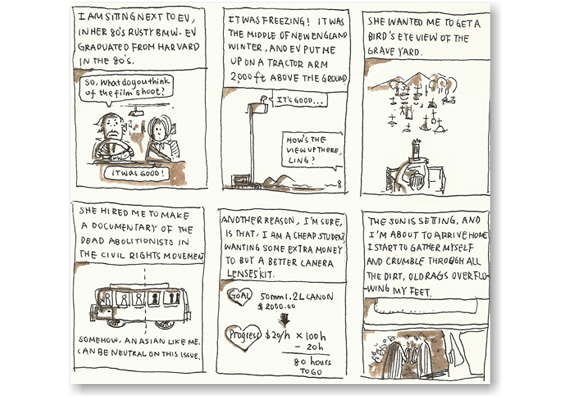 I AM SITING NEXT TO EV,
IN HER 80'S RUSTY BMW. EV
GRADUATED FROM HARVARD
IN THE 80'S.
So, What do you think
of the film shoot?
IT WAS GOOD!
IT WAS FREEZING! IT WAS
THE MIDDLE OF NEW ENGLAND
WINTER, AND EV PUT ME
UP ON A TRACTOR ARM
2000 ft ABOVE THE GROUND
IT'S GOOD...
HOW'S THE
VIEW UP THERE,
LING?
SHE WANTED ME TO GET A
BIRD'S EYE VIEW OF THE
GRAVE YARD.
SHE HIRED ME TO MAKE
A DOCUMENTARY OF THE
DEAD ABOLITIONISTS IN
THE CIVIL RIGHTS MOVEMENT
SOMEHOW, AN ASIAN LIKE ME,
CAN BE NEUTRAL ON THIS ISSUE.
ANOTHER REASON, I'M SURE,
IS THAT, I AM A CHEAP STUDENT
WANTING SOME EXTRA MONEY
TO BUY A BETTER CANERA
LENSES KIT.
GOAL 50mm 1.2L CANON
$2000.00
Progress $20/h × 100h
- 20h
80 hours
TO GO
THE SUN IS SETTING, AND
I'M ABOUT TO ARRIVE HOME
I START TO GATHER MYSELF
AND CRUMBLE THROUGH ALL
THE DIRT, OLD RAGS OVERFLO-
WING MY FEET.